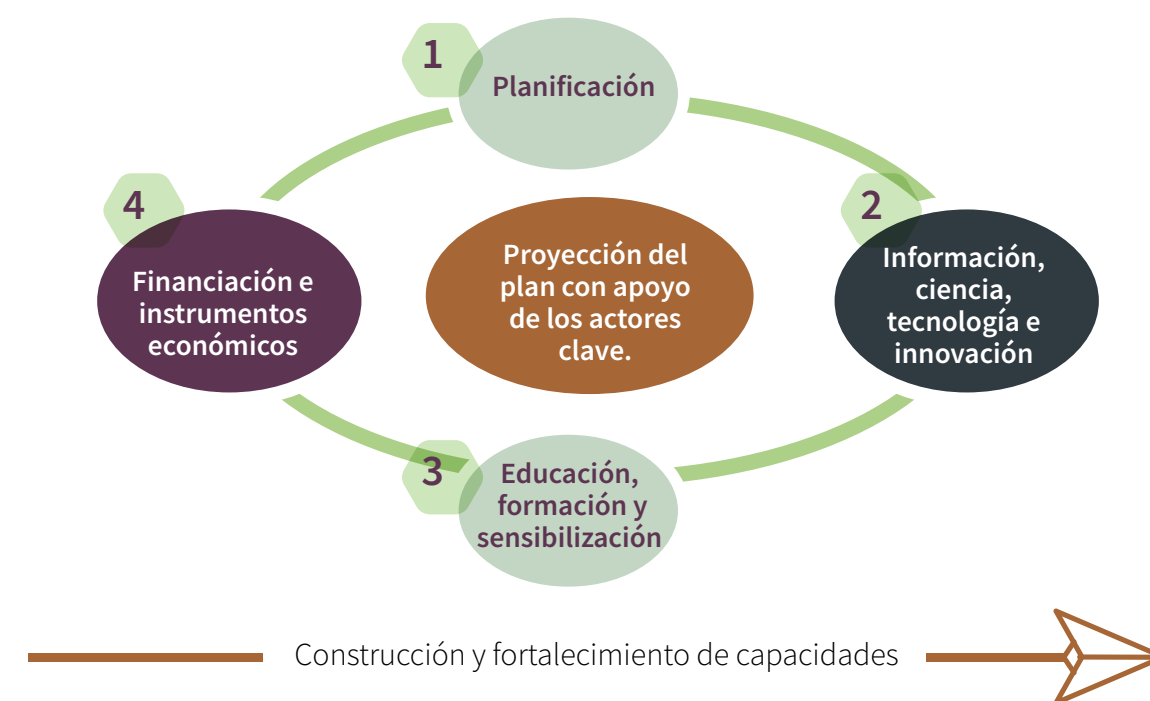 1
Planificación
2
Información,
ciencia,
tecnología e
innovación
3
Educación,
formación y
sensibilización
4
Financiación e
instrumentos
económicos
Proyección del
plan con apoyo
de los actores
clave.
Construcción y fortalecimiento de capacidades